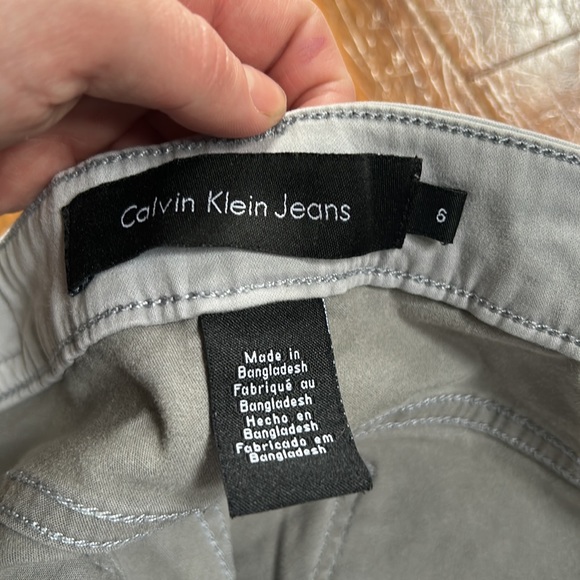 Calvin Klein Jeans
6
Made in
Bangladesh
Fabriqué au
Bangladesh
Hecho en
Bangladesh
Fabricado em
Bangladesh